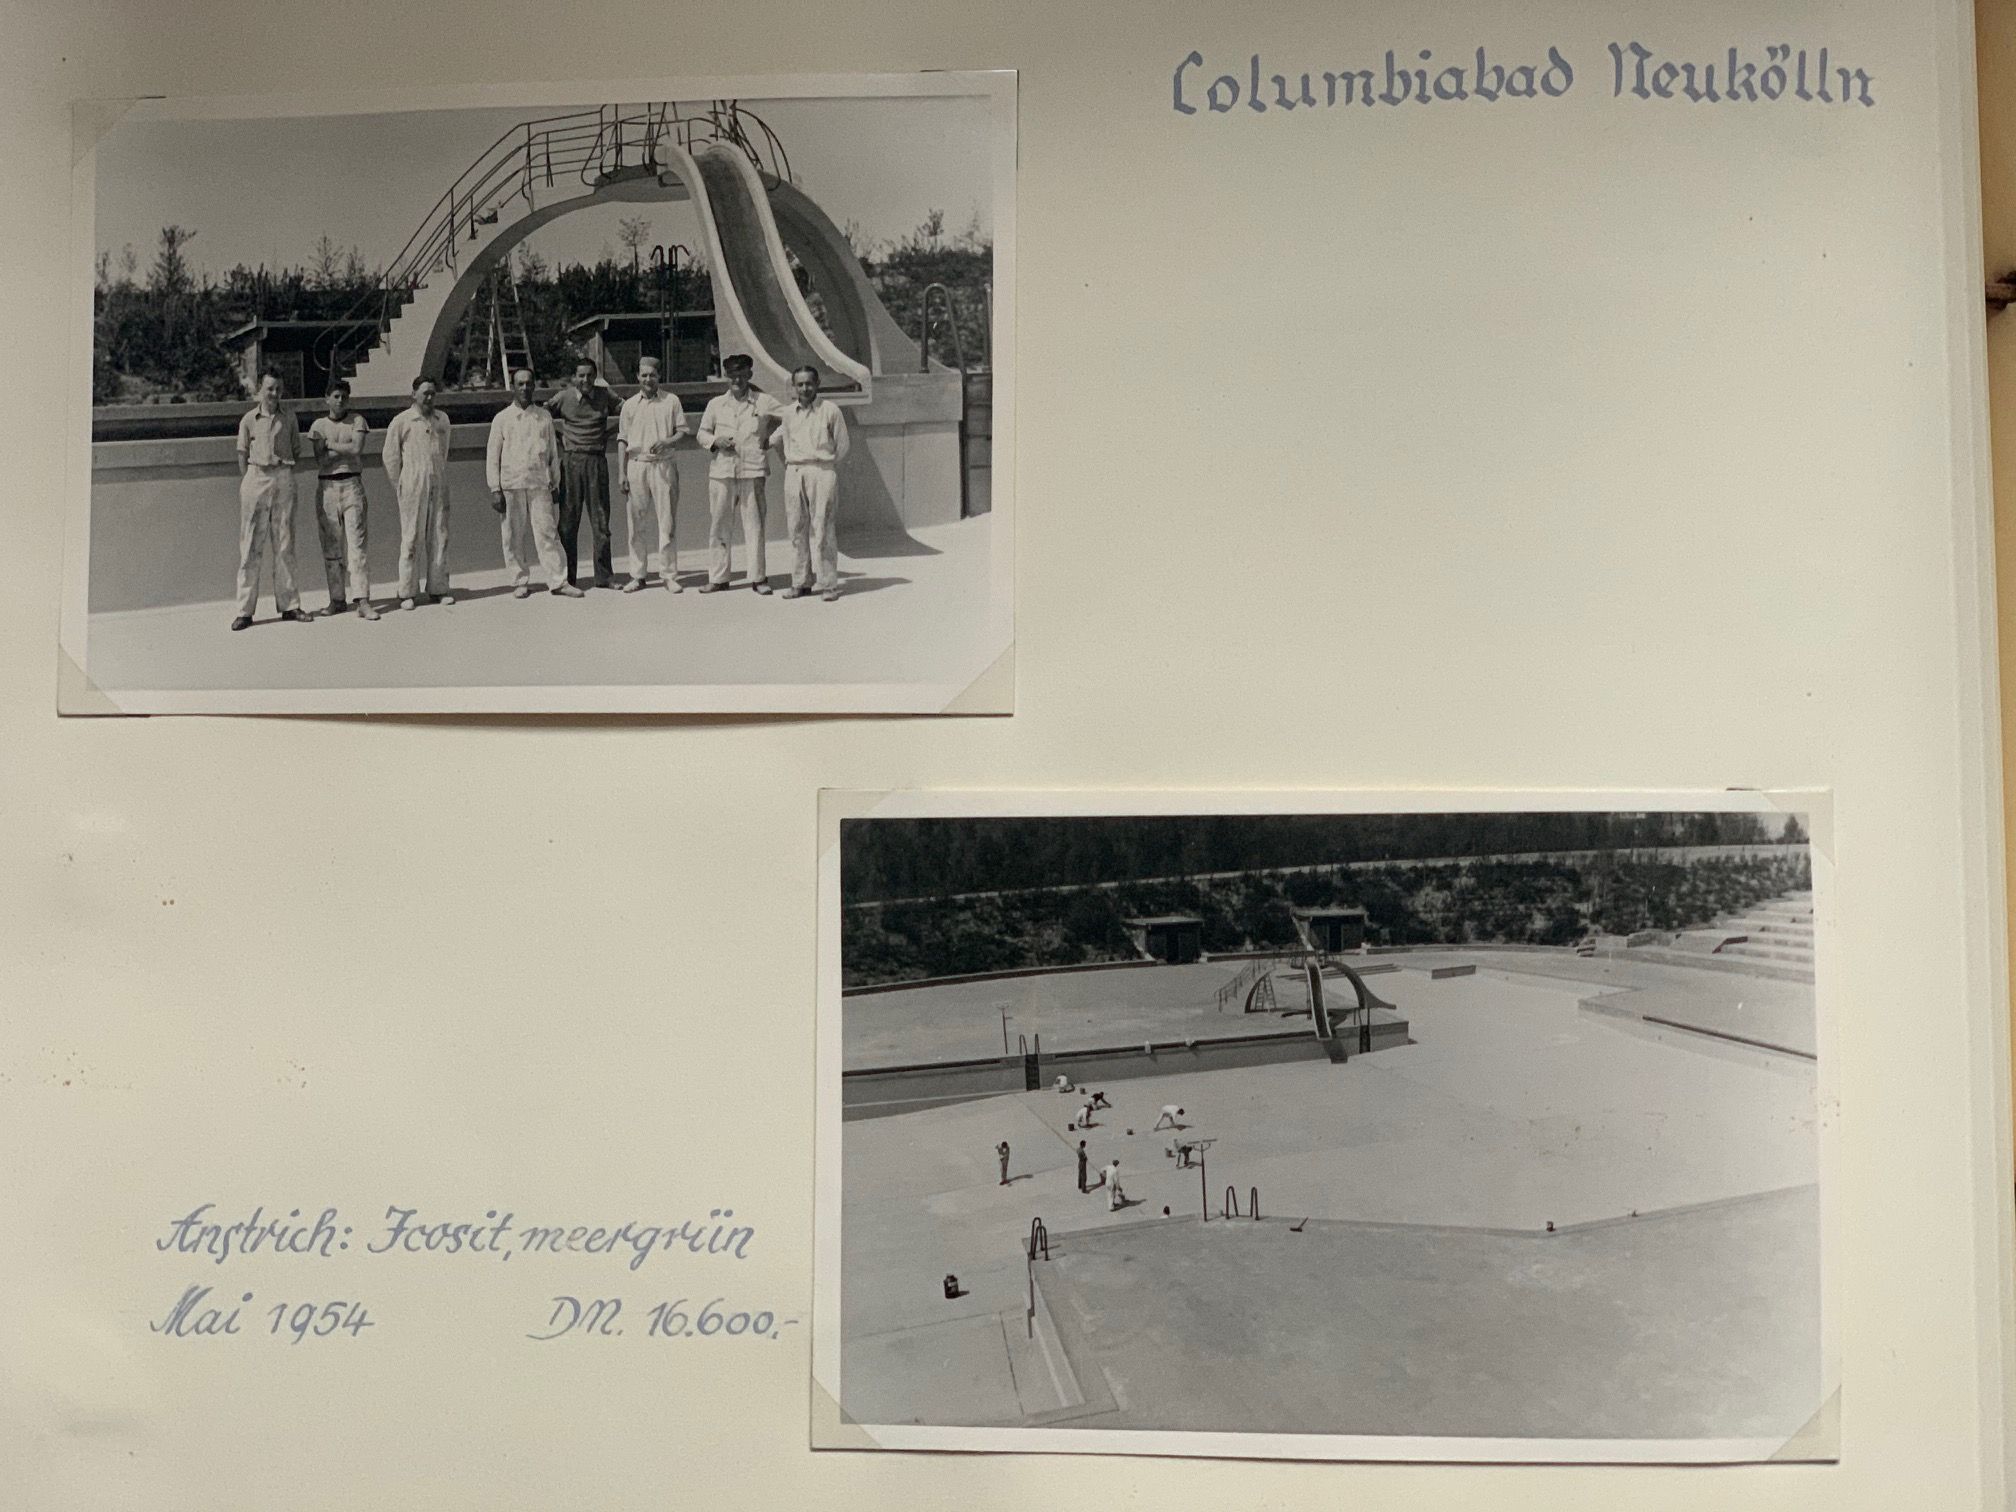 Columbiabad Neukölln
Anstrich: Icosit, meergrün
Mai 1954 DM. 16.600.-